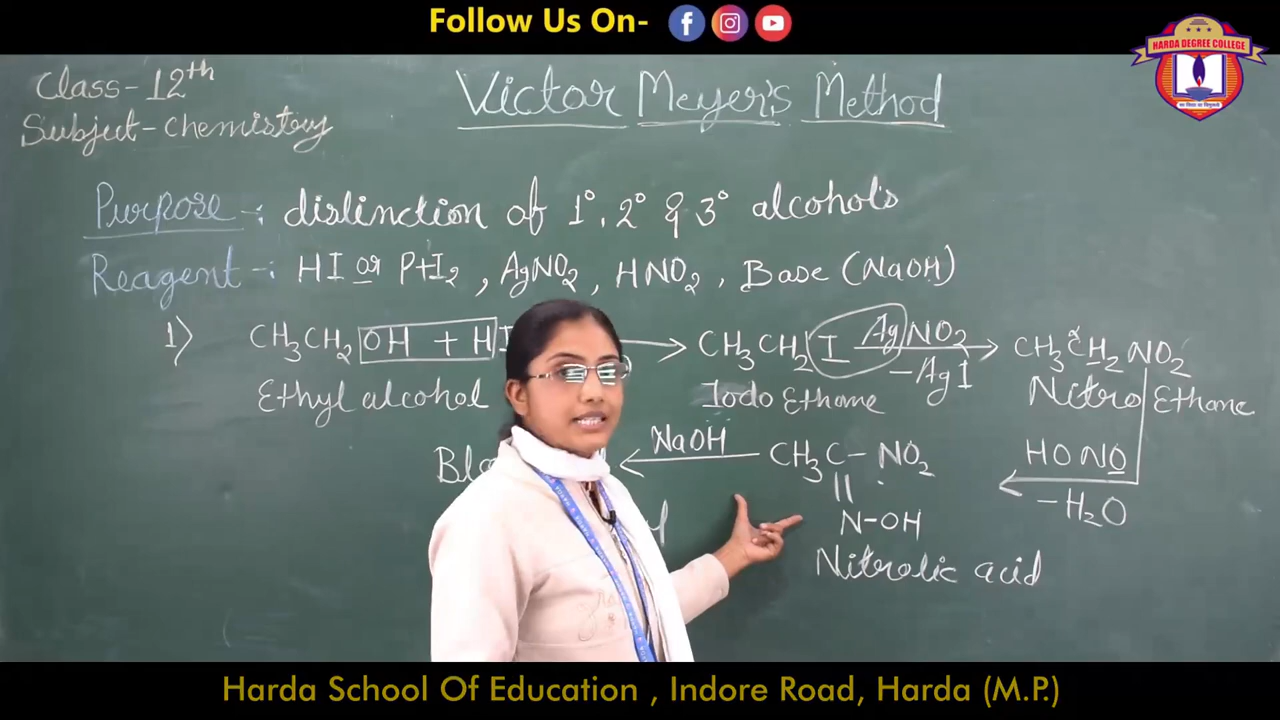 Follow Us On-
HARDA DEGREE COLLEGE
Class-12th
Subject-Chemistry
Victor Meyer's Method
Purpose -: distinction of 1°, 2° & 3° alcohols
Reagent -: HI or P+I2, AgNO2, HNO2, Base (NaOH)
1) CH3CH2 OH + HI → CH3CH2 I AgNO2 → CH3CH2NO2
α
-AgI
Ethyl alcohol Iodo Ethane Nitro Ethane
NaOH CH3C-NO2 HONO
|| -H2O
N-OH
Nitrolic acid
Harda School Of Education , Indore Road, Harda (M.P.)